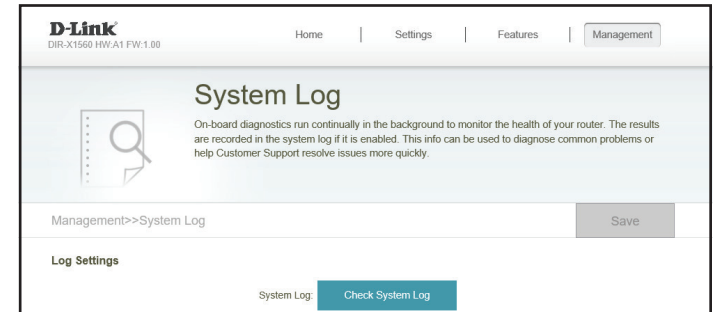 D-Link
DIR-X1560 HW:A1 FW:1.00
Home | Settings | Features | Management
System Log
On-board diagnostics run continually in the background to monitor the health of your router. The results
are recorded in the system log if it is enabled. This info can be used to diagnose common problems or
help Customer Support resolve issues more quickly.
Management>>System Log
Save
Log Settings
System Log: Check System Log